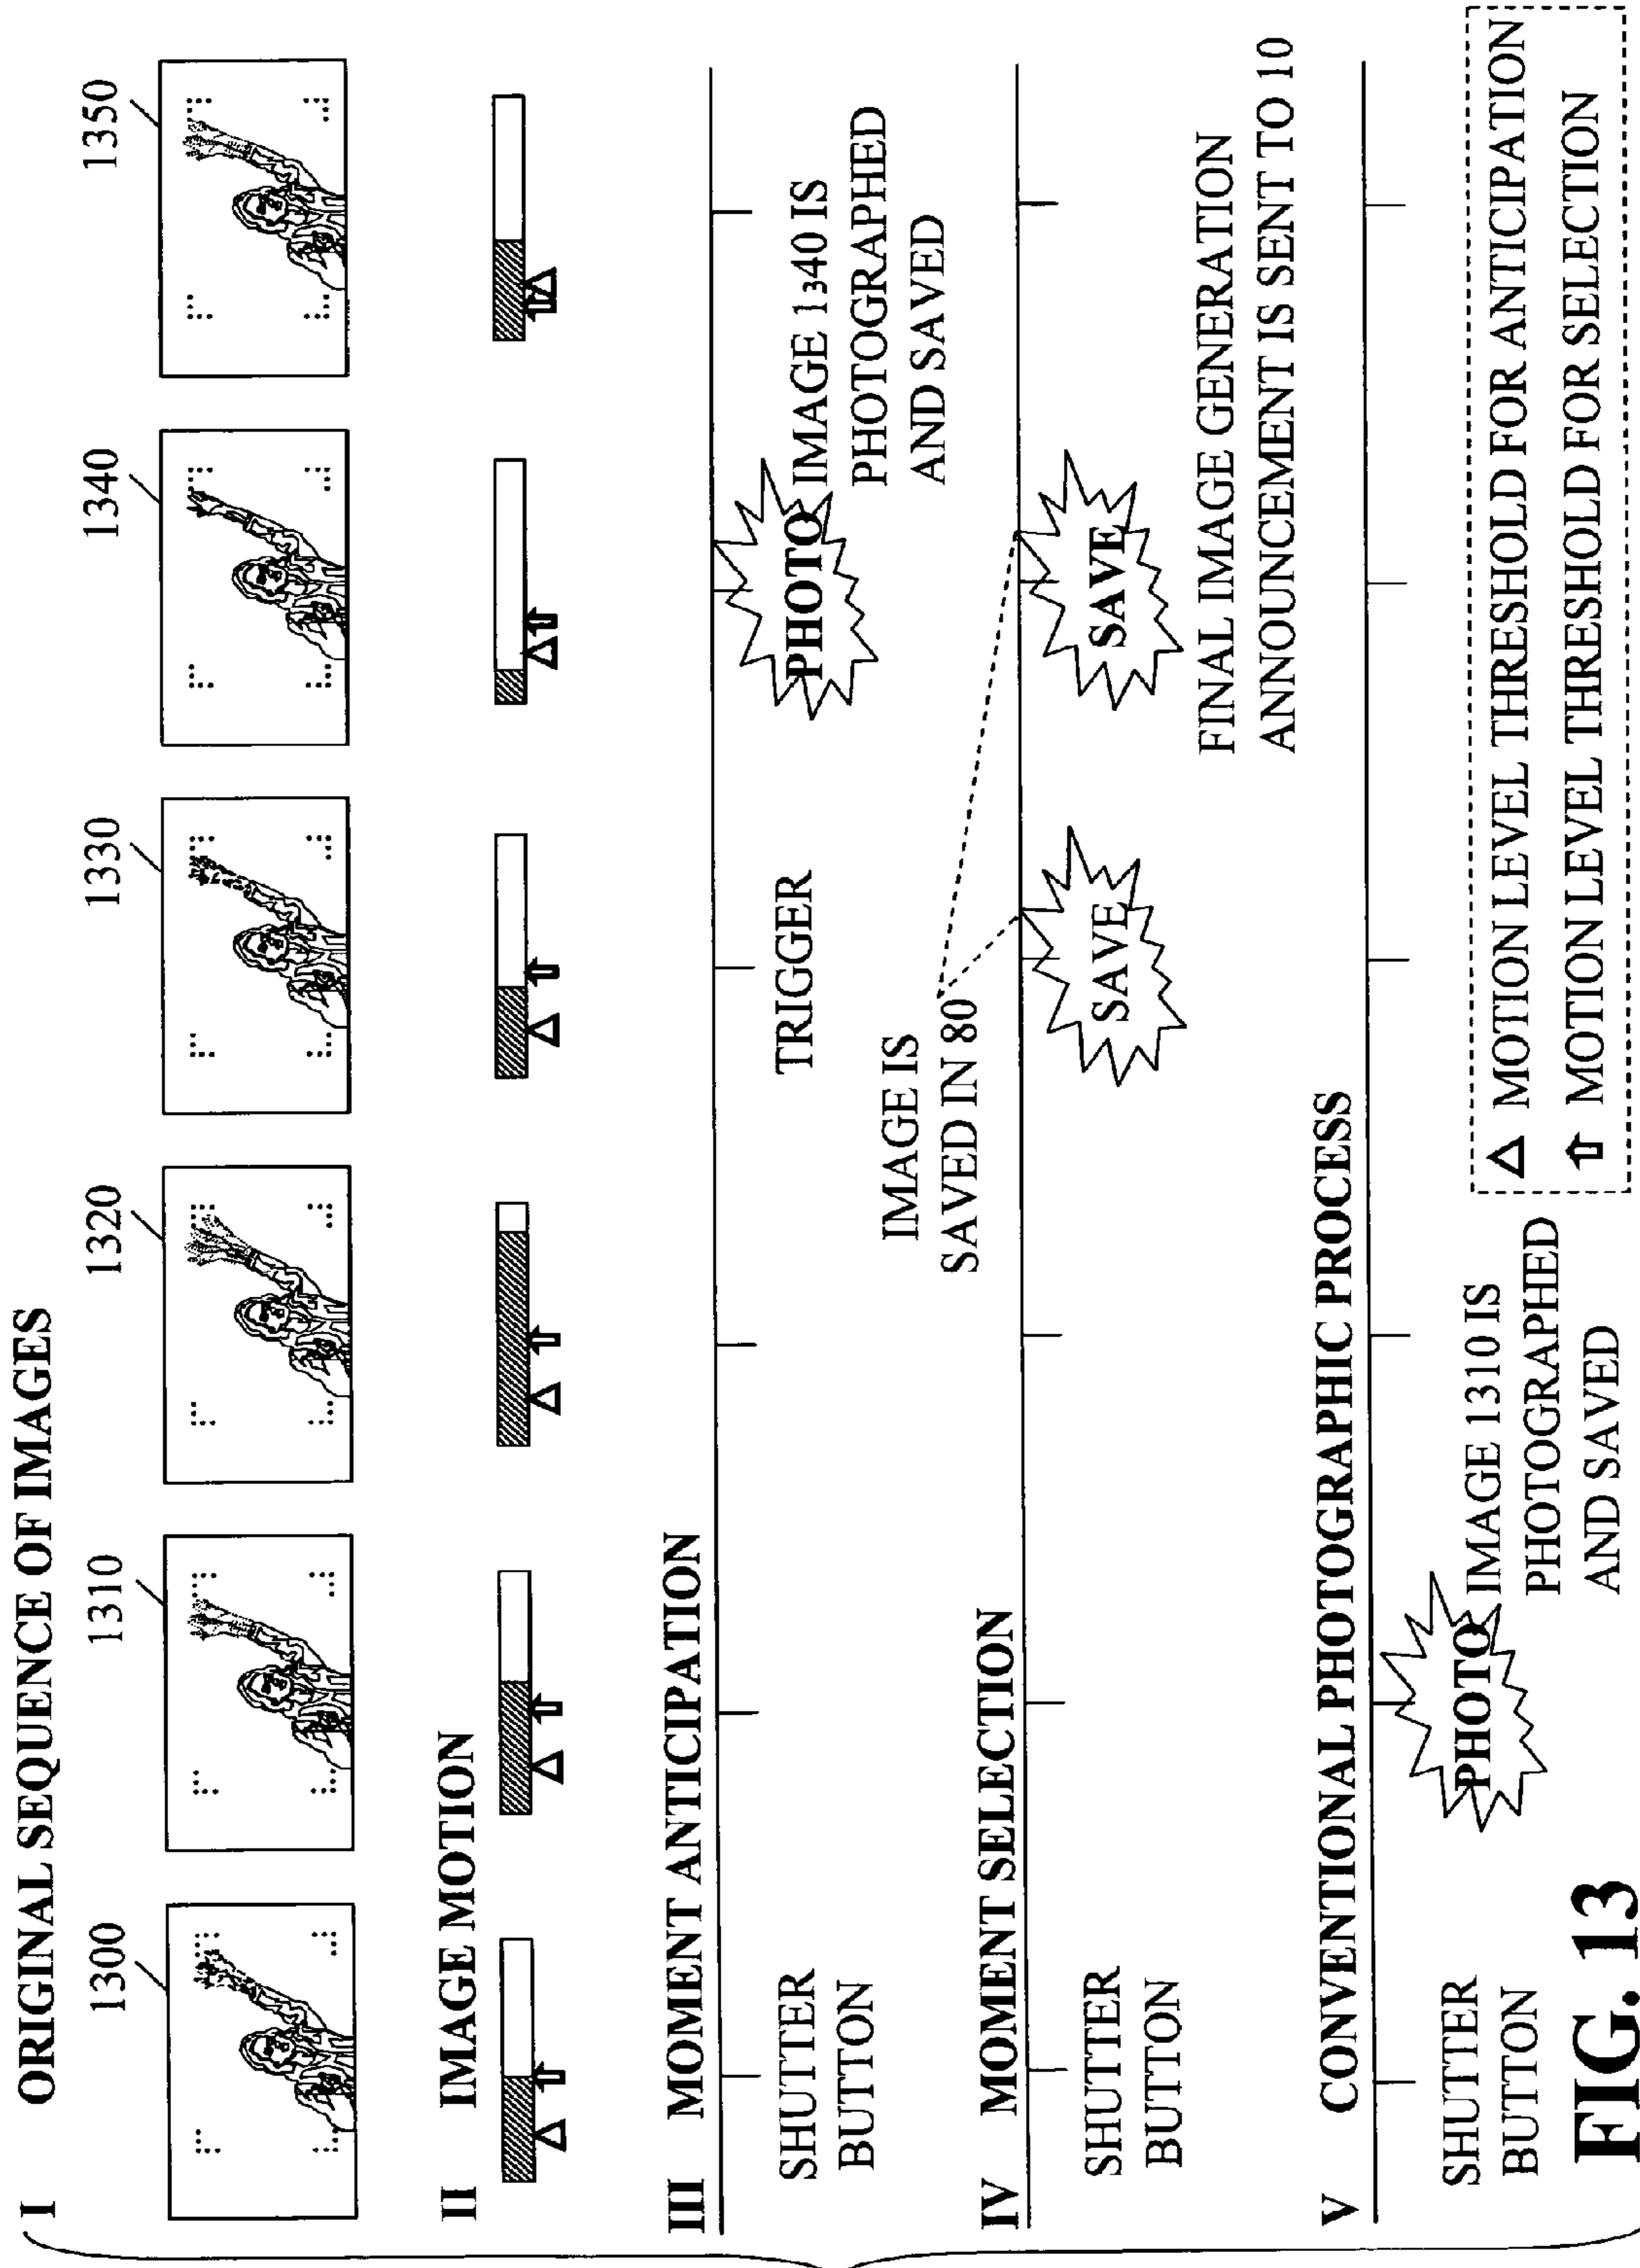 I ORIGINAL SEQUENCE OF IMAGES
1300
1310
1320
1330
1340
1350
II IMAGE MOTION
III MOMENT ANTICIPATION
SHUTTER
BUTTON
TRIGGER
PHOTO
IMAGE 1340 IS
PHOTOGRAPHED
AND SAVED
IV MOMENT SELECTION
SHUTTER
BUTTON
IMAGE IS
SAVED IN 80
SAVE
SAVE
FINAL IMAGE GENERATION
ANNOUNCEMENT IS SENT TO 10
V CONVENTIONAL PHOTOGRAPHIC PROCESS
SHUTTER
BUTTON
PHOTO
IMAGE 1310 IS
PHOTOGRAPHED
AND SAVED
MOTION LEVEL THRESHOLD FOR ANTICIPATION
MOTION LEVEL THRESHOLD FOR SELECTION
FIG. 13